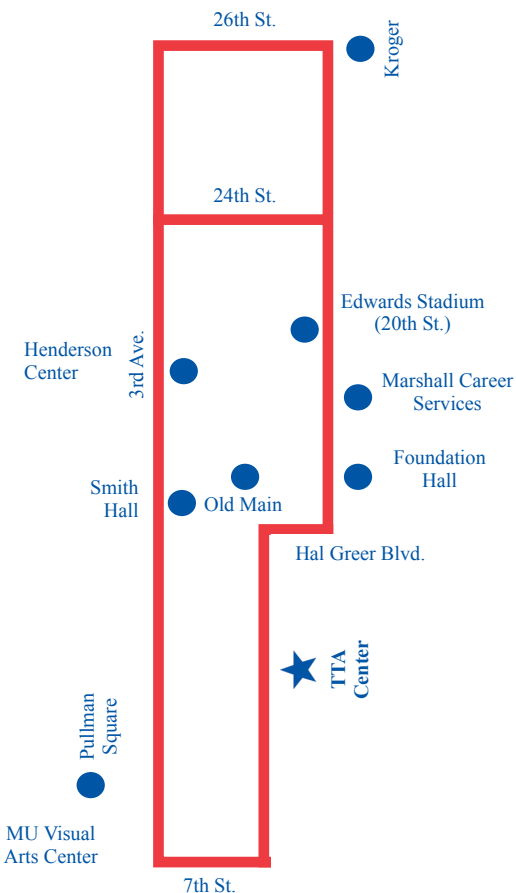 26th St.
Kroger
24th St.
Edwards Stadium
(20th St.)
3rd Ave.
Henderson
Center
Marshall Career
Services
Foundation
Hall
Smith
Hall
Old Main
Hal Greer Blvd.
TTA
Center
Pullman
Square
MU Visual
Arts Center
7th St.